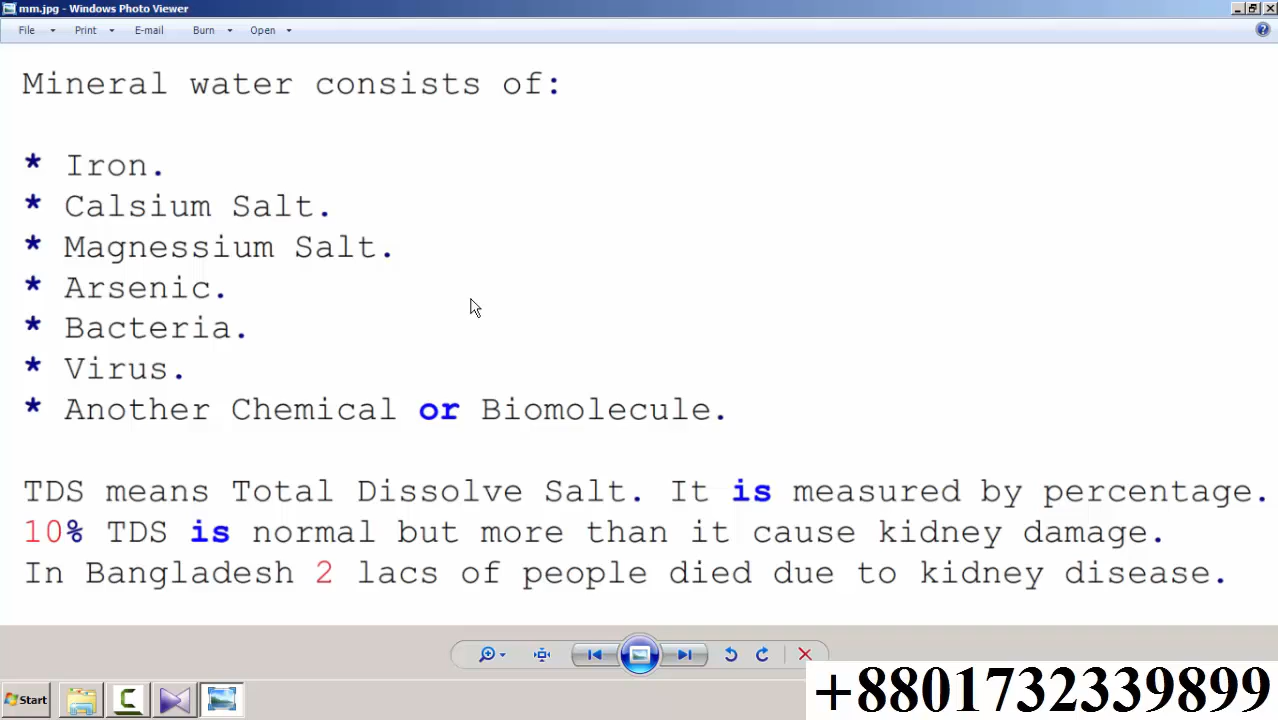 mm.jpg - Windows Photo Viewer
File Print E-mail Burn Open
Mineral water consists of:
* Iron.
* Calsium Salt.
* Magnessium Salt.
* Arsenic.
* Bacteria.
* Virus.
* Another Chemical or Biomolecule.
TDS means Total Dissolve Salt. It is measured by percentage.
10% TDS is normal but more than it cause kidney damage.
In Bangladesh 2 lacs of people died due to kidney disease.
Start
+8801732339899